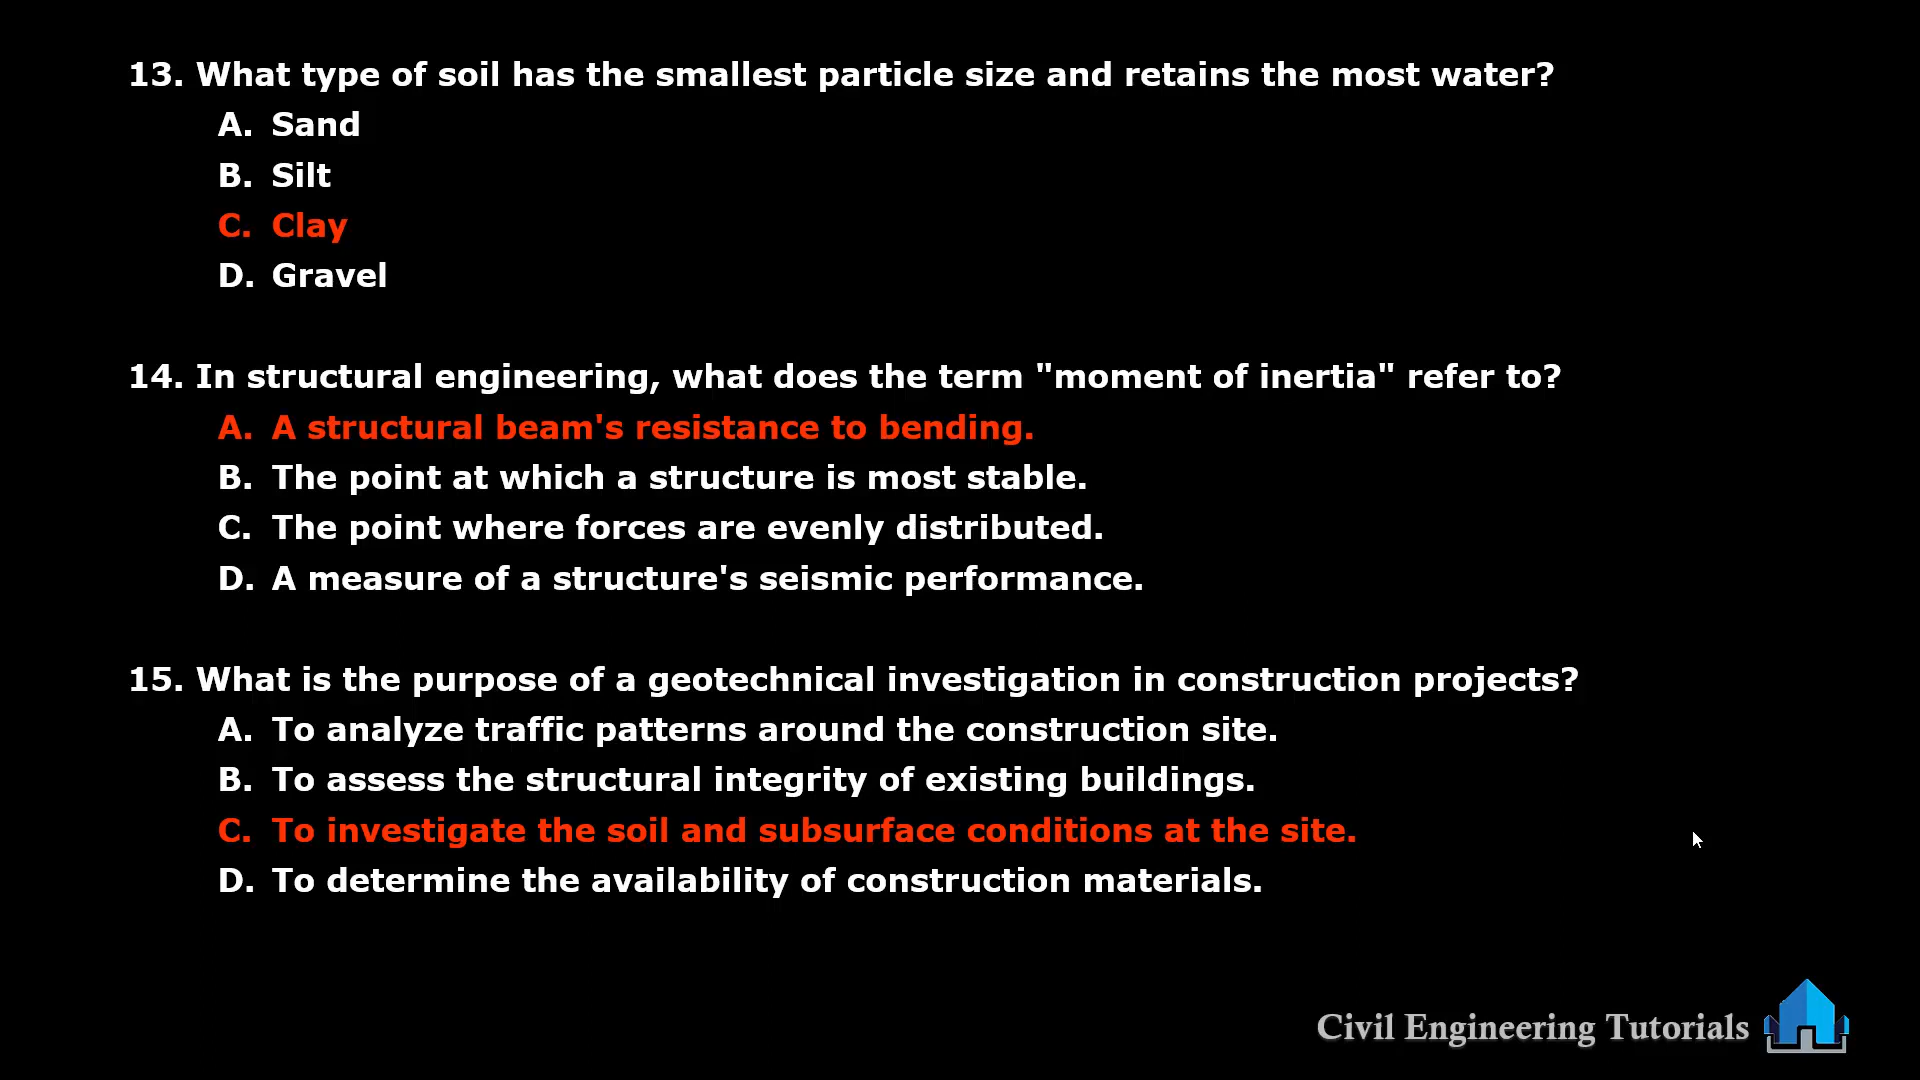 13. What type of soil has the smallest particle size and retains the most water?
A. Sand
B. Silt
C. Clay
D. Gravel
14. In structural engineering, what does the term "moment of inertia" refer to?
A. A structural beam's resistance to bending.
B. The point at which a structure is most stable.
C. The point where forces are evenly distributed.
D. A measure of a structure's seismic performance.
15. What is the purpose of a geotechnical investigation in construction projects?
A. To analyze traffic patterns around the construction site.
B. To assess the structural integrity of existing buildings.
C. To investigate the soil and subsurface conditions at the site.
D. To determine the availability of construction materials.
Civil Engineering Tutorials